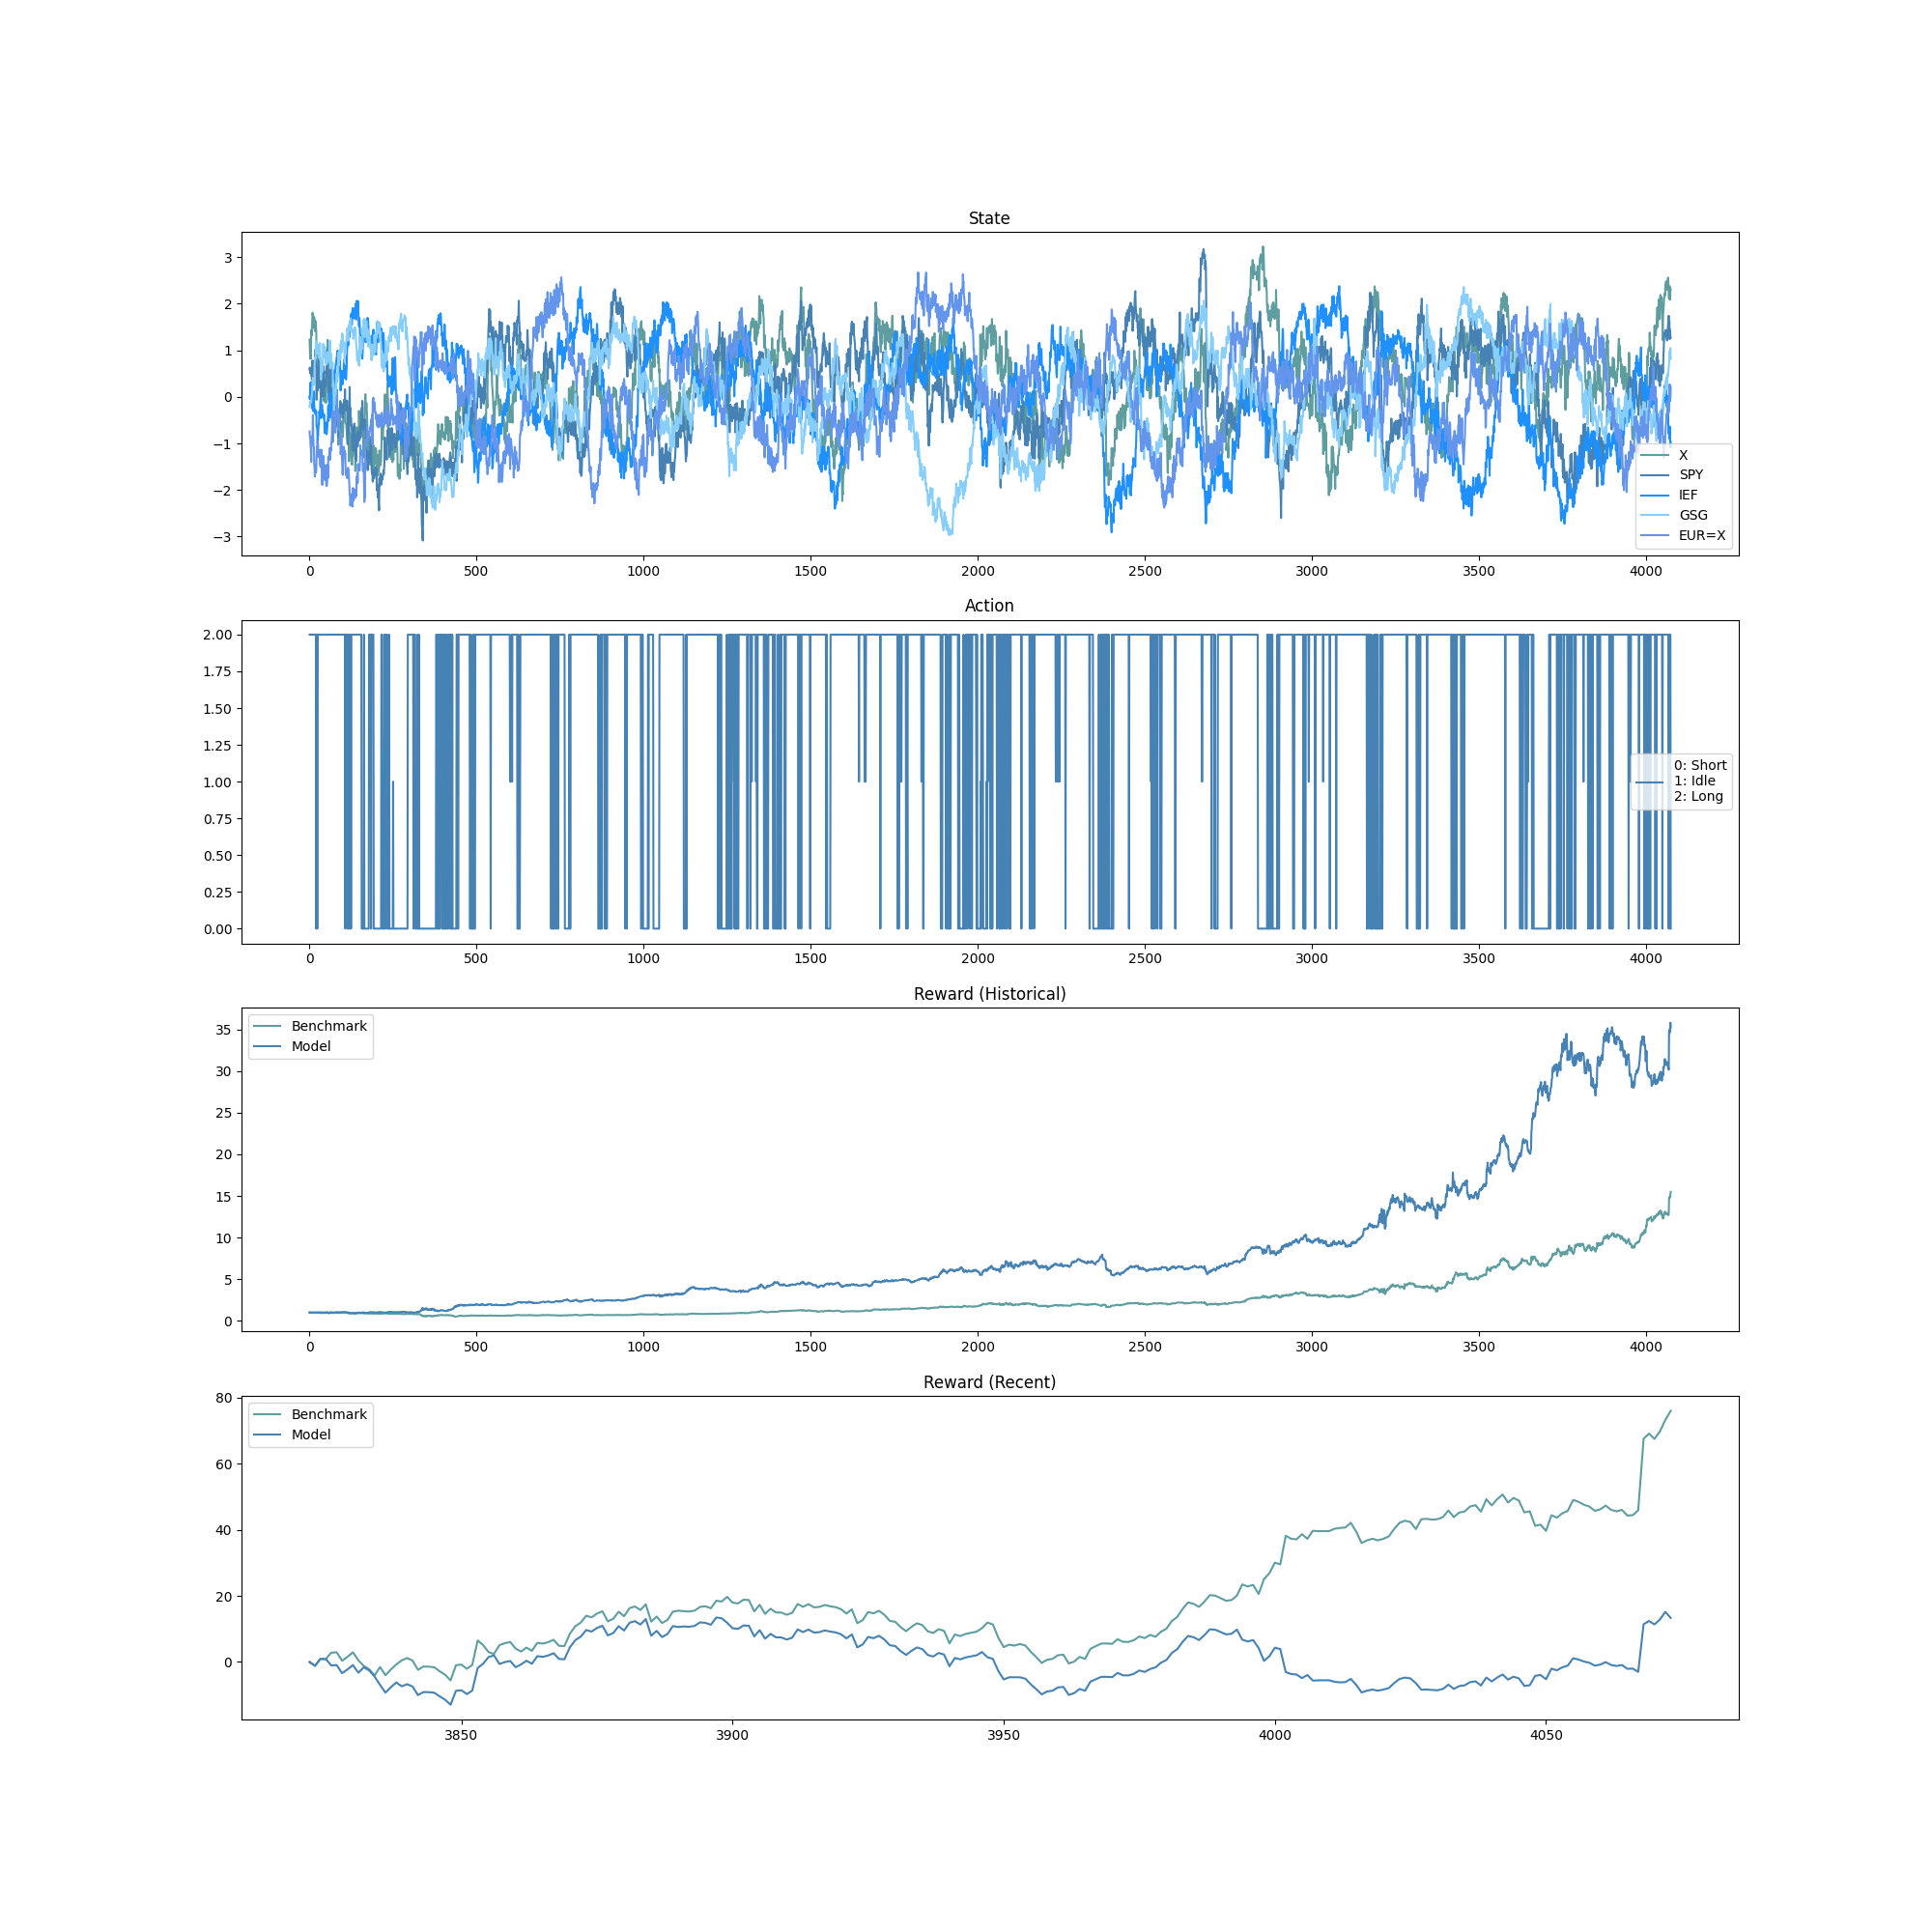 State
3
2
1
0
−1
−2
−3
X
SPY
IEF
GSG
EUR=X
0 500 1000 1500 2000 2500 3000 3500 4000
Action
2.00
1.75
1.50
1.25
1.00
0.75
0.50
0.25
0.00
0: Short
1: Idle
2: Long
0 500 1000 1500 2000 2500 3000 3500 4000
Reward (Historical)
Benchmark
Model
35
30
25
20
15
10
5
0
0 500 1000 1500 2000 2500 3000 3500 4000
Reward (Recent)
Benchmark
Model
80
60
40
20
0
3850 3900 3950 4000 4050